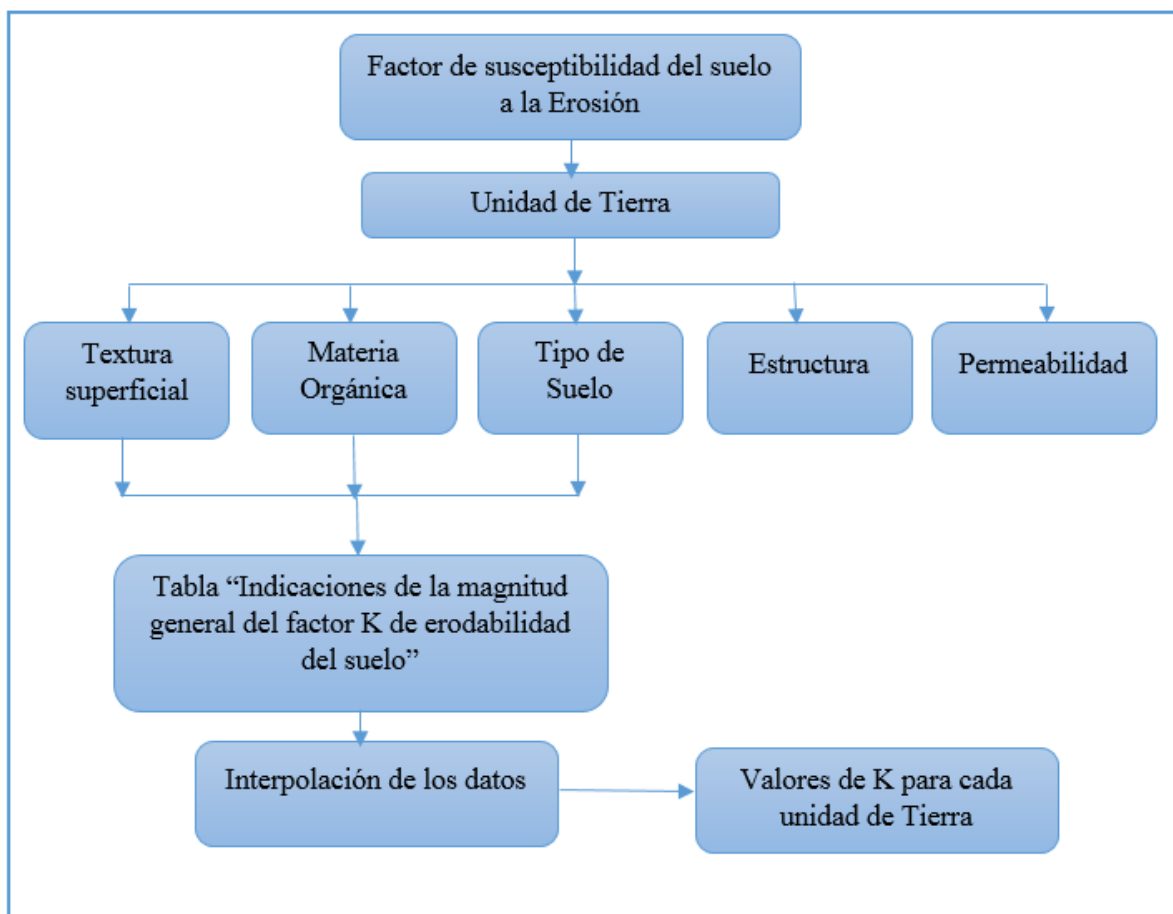 Factor de susceptibilidad del suelo
a la Erosión
Unidad de Tierra
Textura
superficial
Materia
Orgánica
Tipo de
Suelo
Estructura
Permeabilidad
Tabla “Indicaciones de la magnitud
general del factor K de erodabilidad
del suelo”
Interpolación de los datos
Valores de K para cada
unidad de Tierra